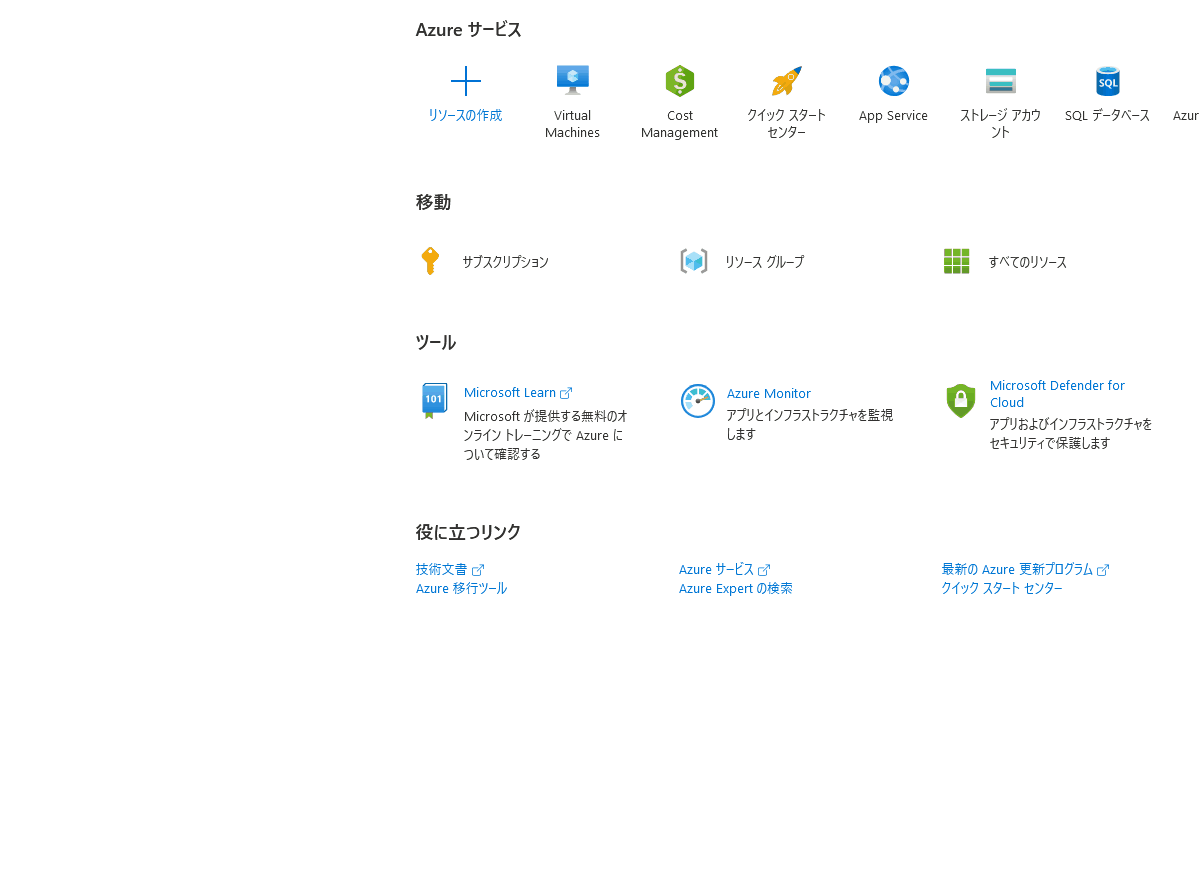 Azure サービス
リソースの作成
Virtual
Machines
Cost
Management
クイック スタート
センター
App Service
ストレージ アカウ
ント
SQL
SQL データベース
Azur
移動
サブスクリプション
リソース グループ
すべてのリソース
ツール
101
Microsoft Learn
Microsoft が提供する無料のオ
ンライン トレーニングで Azure に
ついて確認する
Azure Monitor
アプリとインフラストラクチャを監視
します
Microsoft Defender for
Cloud
アプリおよびインフラストラクチャを
セキュリティで保護します
役に立つリンク
技術文書
Azure サービス
最新の Azure 更新プログラム
Azure 移行ツール
Azure Expert の検索
クイック スタート センター